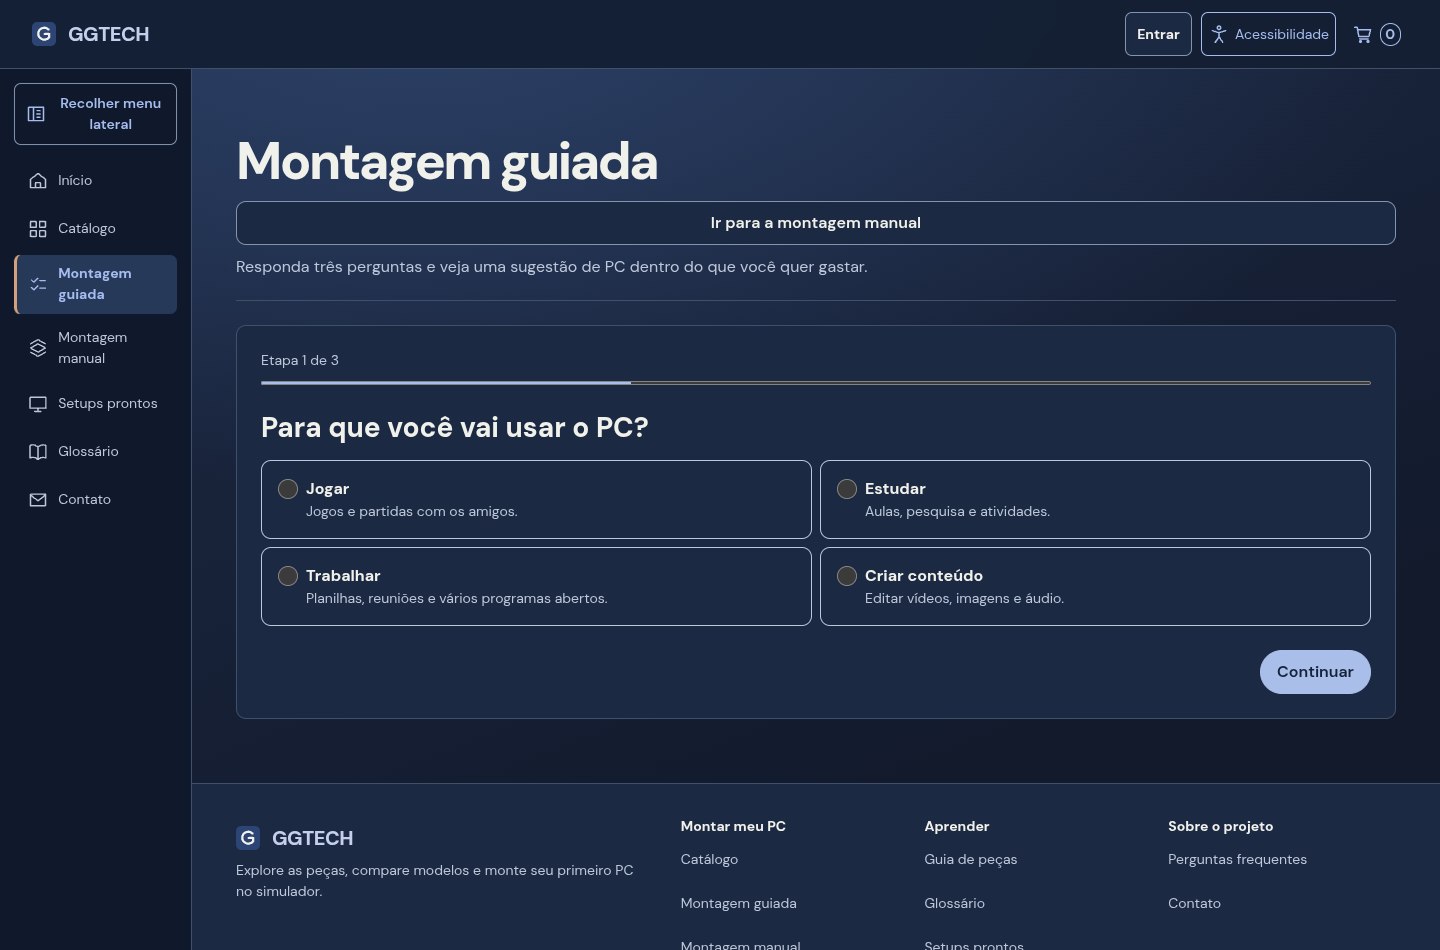 G GGTECH
Entrar
Acessibilidade
0
Recolher menu
lateral
Início
Catálogo
Montagem
guiada
Montagem
manual
Setups prontos
Glossário
Contato
Montagem guiada
Ir para a montagem manual
Responda três perguntas e veja uma sugestão de PC dentro do que você quer gastar.
Etapa 1 de 3
Para que você vai usar o PC?
Jogar
Jogos e partidas com os amigos.
Estudar
Aulas, pesquisa e atividades.
Trabalhar
Planilhas, reuniões e vários programas abertos.
Criar conteúdo
Editar vídeos, imagens e áudio.
Continuar
G GGTECH
Explore as peças, compare modelos e monte seu primeiro PC
no simulador.
Montar meu PC
Catálogo
Montagem guiada
Montagem manual
Aprender
Guia de peças
Glossário
Setups prontos
Sobre o projeto
Perguntas frequentes
Contato